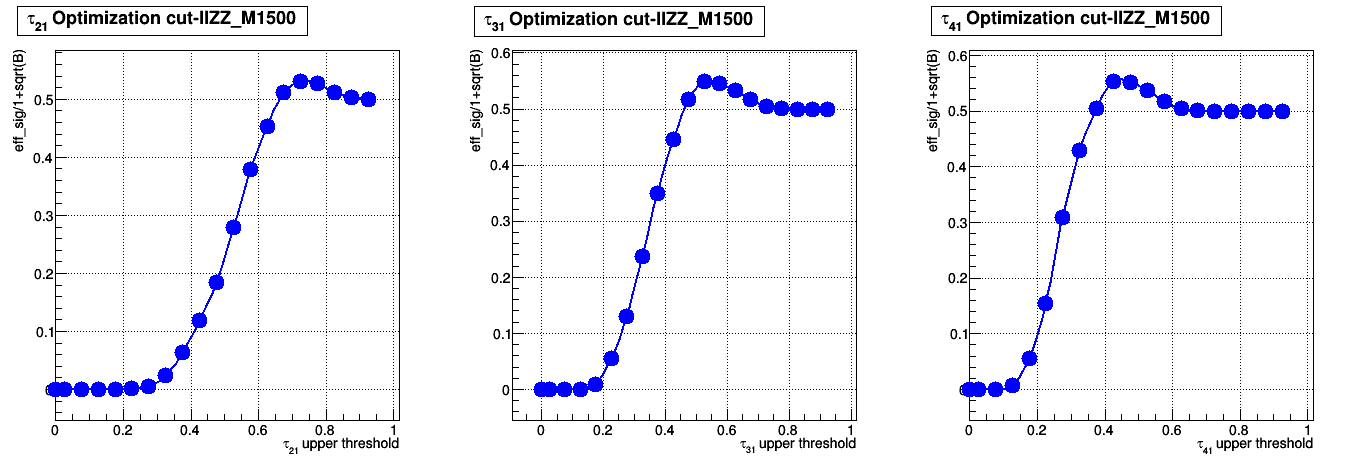 τ21 Optimization cut-IIZZ_M1500
eff_sig/1+sqrt(B)
0.5
0.4
0.3
0.2
0.1
0
0 0.2 0.4 0.6 0.8 1
τ21 upper threshold
τ31 Optimization cut-IIZZ_M1500
eff_sig/1+sqrt(B)
0.6
0.5
0.4
0.3
0.2
0.1
0
0 0.2 0.4 0.6 0.8 1
τ31 upper threshold
τ41 Optimization cut-IIZZ_M1500
eff_sig/1+sqrt(B)
0.6
0.5
0.4
0.3
0.2
0.1
0
0 0.2 0.4 0.6 0.8 1
τ41 upper threshold